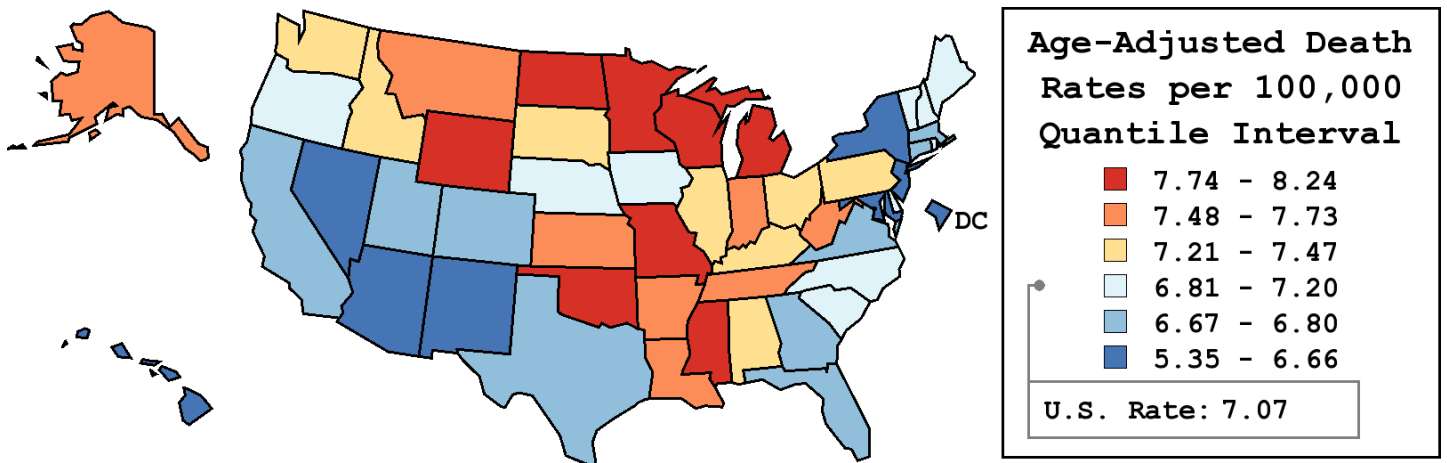 Age-Adjusted Death
Rates per 100,000
Quantile Interval
7.74 - 8.24
7.48 - 7.73
7.21 - 7.47
6.81 - 7.20
6.67 - 6.80
5.35 - 6.66
U.S. Rate: 7.07
DC